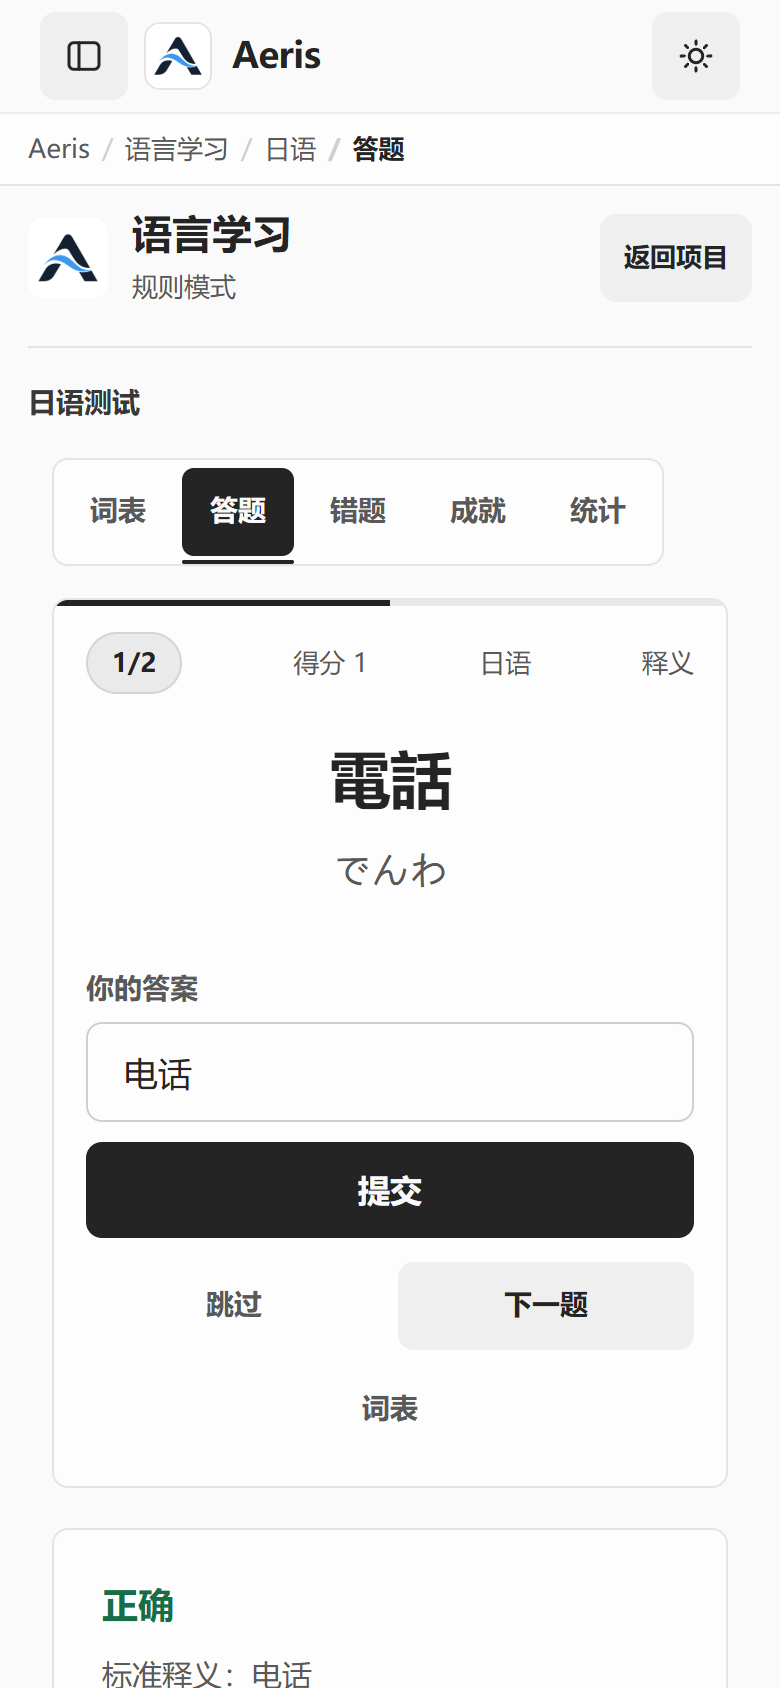 Aeris
Aeris / 语言学习 / 日语 / 答题
语言学习
规则模式
返回项目
日语测试
词表 答题 错题 成就 统计
1/2 得分 1 日语 释义
電話
でんわ
你的答案
电话
提交
跳过 下一题
词表
正确
标准释义：电话